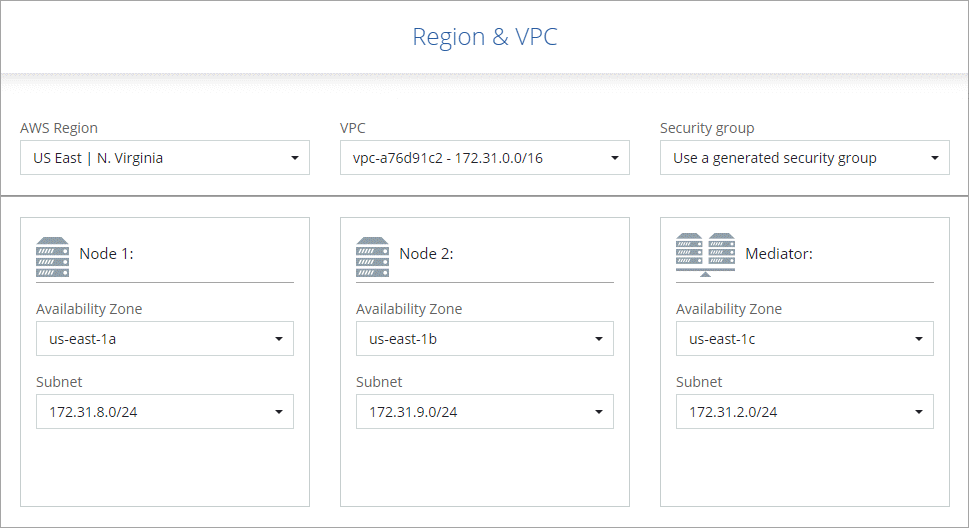 Region & VPC
AWS Region
VPC
Security group
US East | N. Virginia
vpc-a76d91c2 - 172.31.0.0/16
Use a generated security group
Node 1:
Node 2:
Mediator:
Availability Zone
Availability Zone
Availability Zone
us-east-1a
us-east-1b
us-east-1c
Subnet
Subnet
Subnet
172.31.8.0/24
172.31.9.0/24
172.31.2.0/24